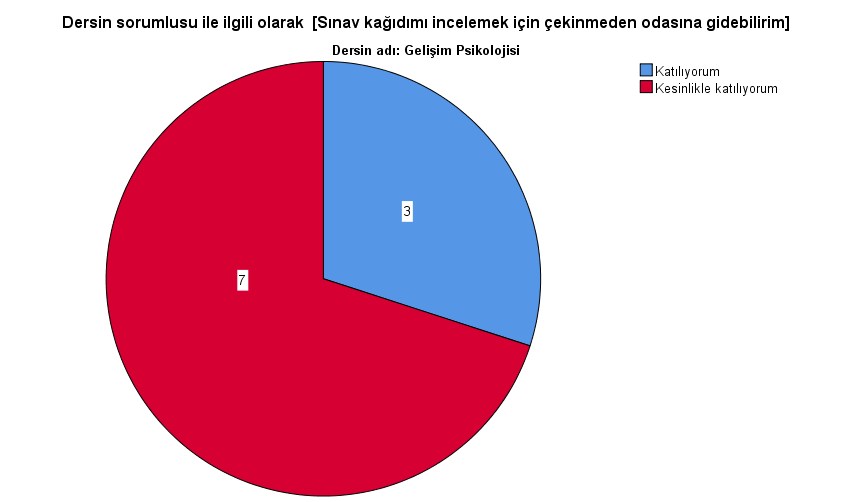 Dersin sorumlusu ile ilgili olarak [Sınav kağıdımı incelemek için çekinmeden odasına gidebilirim]
Dersin adı: Gelişim Psikolojisi
Katılıyorum
Kesinlikle katılıyorum
3
7